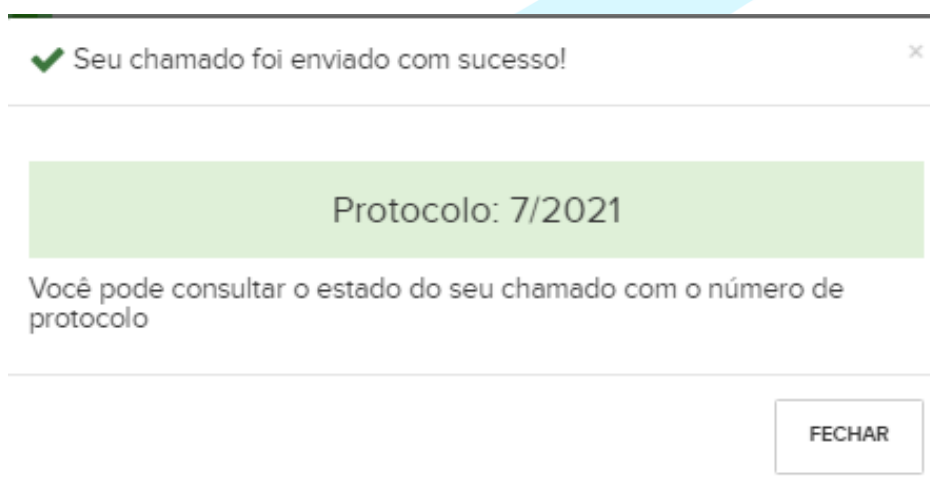 Seu chamado foi enviado com sucesso! ×
Protocolo: 7/2021
Você pode consultar o estado do seu chamado com o número de
protocolo
FECHAR